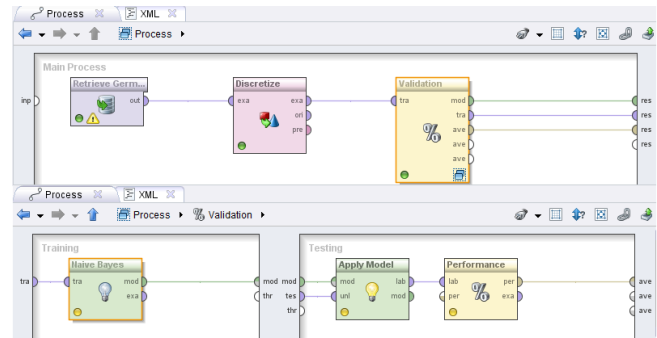 Process XML
Process
Main Process
Retrieve Germ... Discretize Validation
inp out exa exa tra mod res
ori tra res
pre ave res
ave res
ave
Process XML
Process Validation
Training Testing
Naive Bayes Apply Model Performance
tra tra mod mod mod mod lab lab per ave
exa thr tes unl mod per exa ave
thr ave